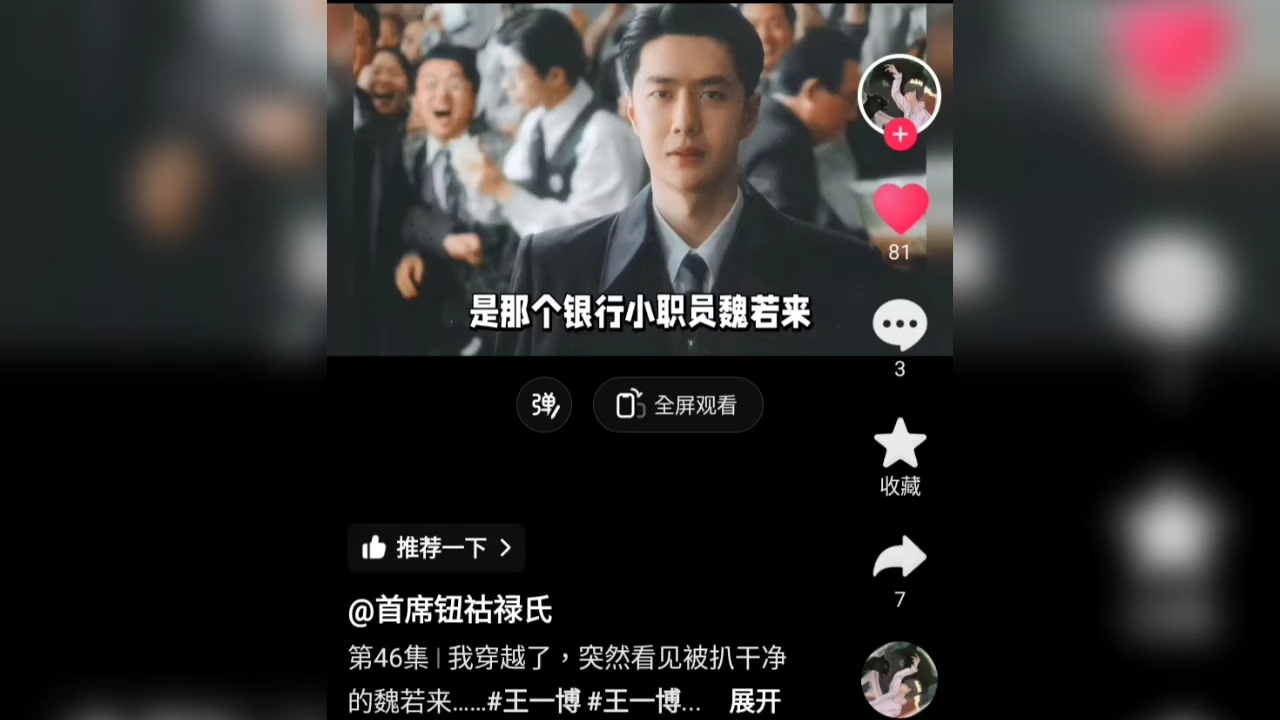 是那个银行小职员魏若来
81
3
弹
全屏观看
收藏
推荐一下
7
@首席钮祜禄氏
第46集 | 我穿越了，突然看见被扒干净
的魏若来......#王一博 #王一博... 展开